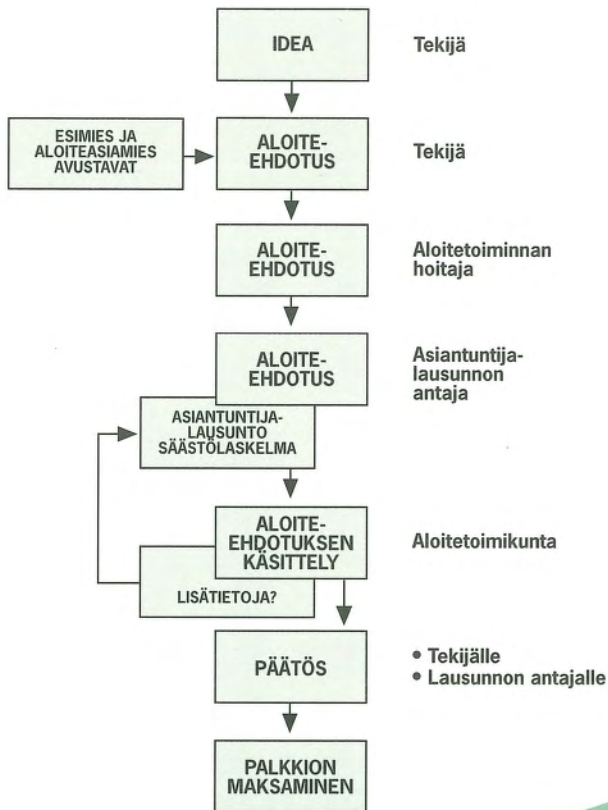 IDEA
Tekijä
ESIMIES JA
ALOITEASIAMIES
AVUSTAVAT
ALOITE-
EHDOTUS
Tekijä
ALOITE-
EHDOTUS
Aloitetoiminnan
hoitaja
ALOITE-
EHDOTUS
Asiantuntija-
lausunnon
antaja
ASIANTUNTIJA-
LAUSUNTO
SÄÄSTÖLASKELMA
ALOITE-
EHDOTUKSEN
KÄSITTELY
Aloitetoimikunta
LISÄTIETOJA?
PÄÄTÖS
• Tekijälle
• Lausunnon antajalle
PALKKION
MAKSAMINEN